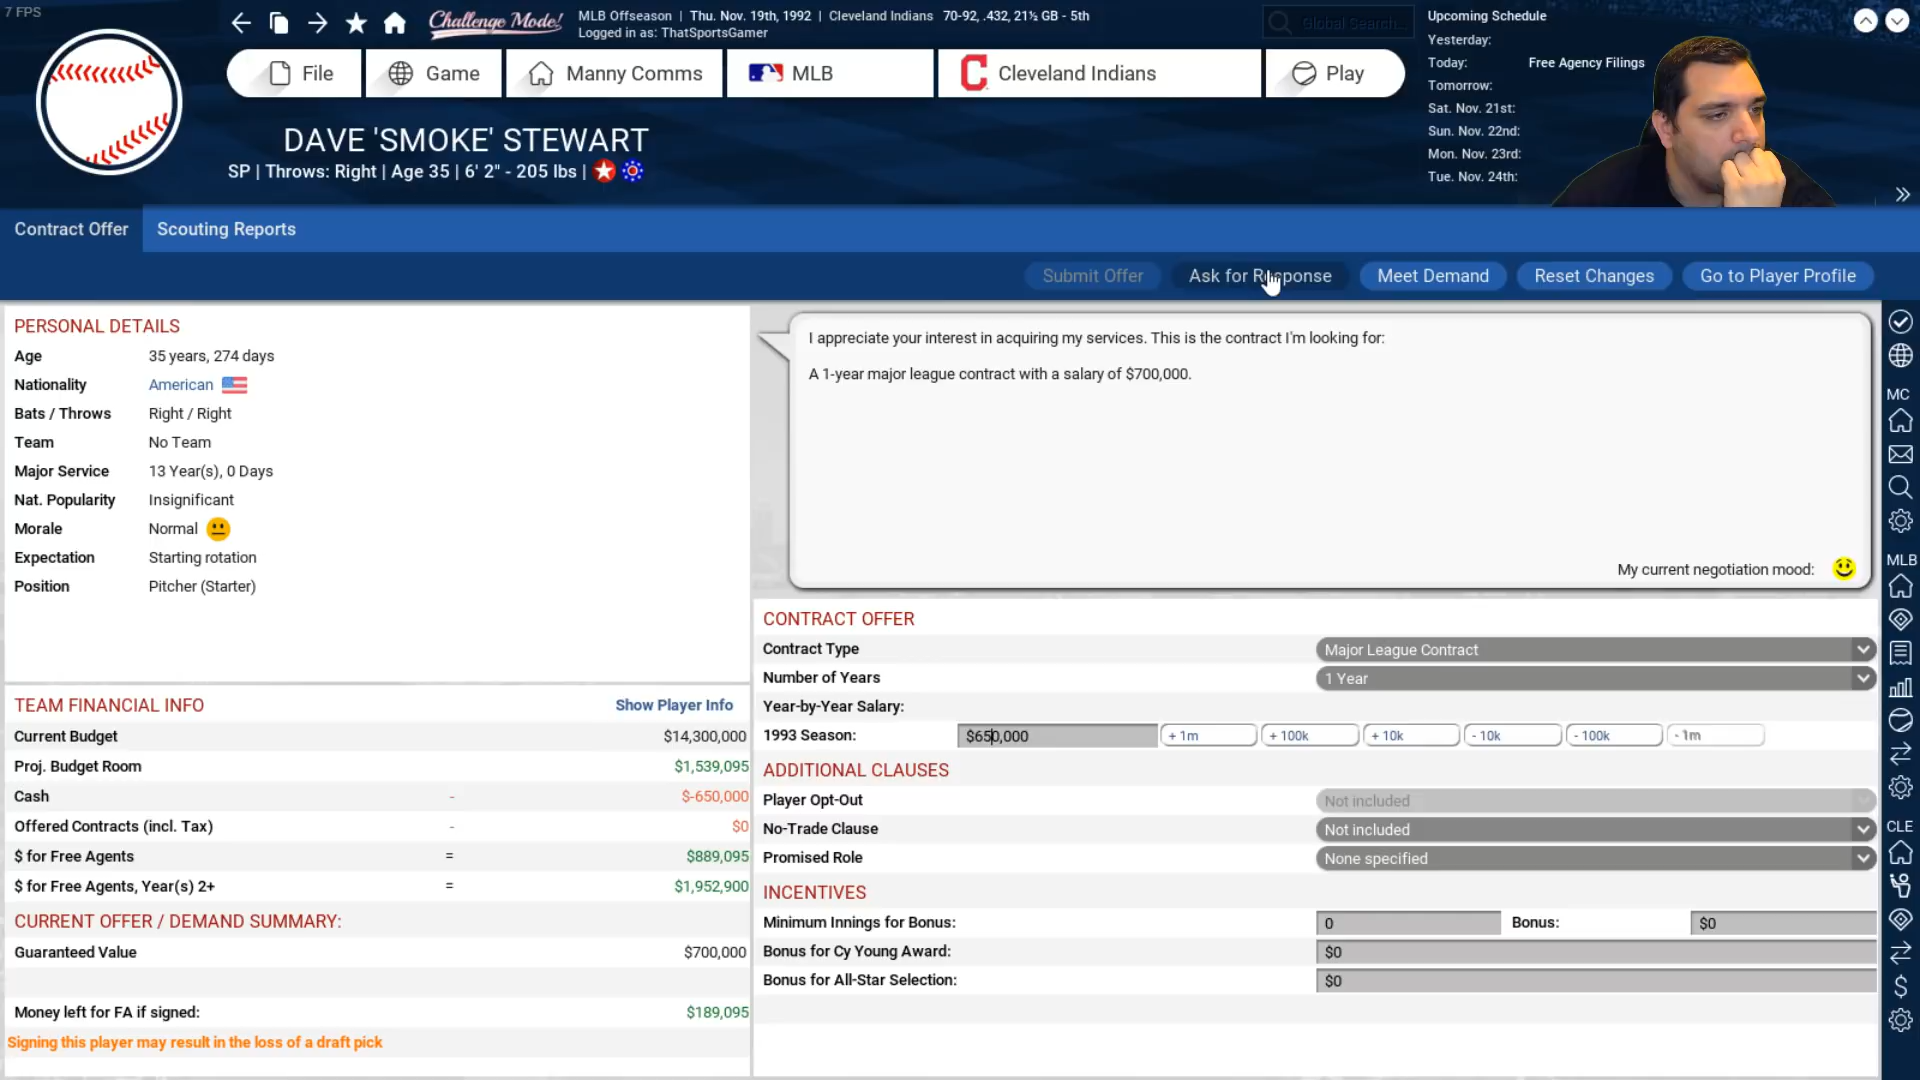 7 FPS
Challenge Mode!
MLB Offseason | Thu. Nov. 19th, 1992 | Cleveland Indians 70-92, .432, 21½ GB - 5th
Logged in as: ThatSportsGamer
Global Search...
Upcoming Schedule
Yesterday:
Today: Free Agency Filings
Tomorrow:
Sat. Nov. 21st:
Sun. Nov. 22nd:
Mon. Nov. 23rd:
Tue. Nov. 24th:
File
Game
Manny Comms
MLB
Cleveland Indians
Play
DAVE 'SMOKE' STEWART
SP | Throws: Right | Age 35 | 6' 2" - 205 lbs |
Contract Offer
Scouting Reports
Submit Offer
Ask for Response
Meet Demand
Reset Changes
Go to Player Profile
PERSONAL DETAILS
Age 35 years, 274 days
Nationality American
Bats / Throws Right / Right
Team No Team
Major Service 13 Year(s), 0 Days
Nat. Popularity Insignificant
Morale Normal
Expectation Starting rotation
Position Pitcher (Starter)
I appreciate your interest in acquiring my services. This is the contract I'm looking for:
A 1-year major league contract with a salary of $700,000.
My current negotiation mood:
TEAM FINANCIAL INFO Show Player Info
Current Budget $14,300,000
Proj. Budget Room $1,539,095
Cash - $-650,000
Offered Contracts (incl. Tax) - $0
$ for Free Agents = $889,095
$ for Free Agents, Year(s) 2+ = $1,952,900
CURRENT OFFER / DEMAND SUMMARY:
Guaranteed Value $700,000
Money left for FA if signed: $189,095
Signing this player may result in the loss of a draft pick
CONTRACT OFFER
Contract Type Major League Contract
Number of Years 1 Year
Year-by-Year Salary:
1993 Season: $650,000 + 1m + 100k + 10k - 10k - 100k - 1m
ADDITIONAL CLAUSES
Player Opt-Out Not included
No-Trade Clause Not included
Promised Role None specified
INCENTIVES
Minimum Innings for Bonus: 0 Bonus: $0
Bonus for Cy Young Award: $0
Bonus for All-Star Selection: $0
MC
MLB
CLE